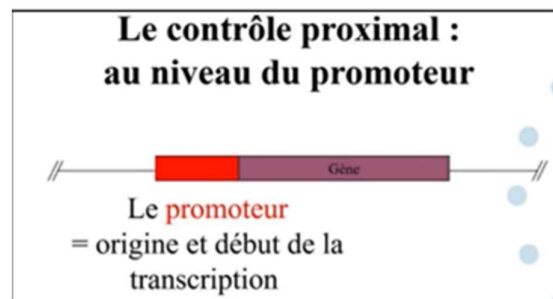 Le contrôle proximal :
au niveau du promoteur
Gène
Le promoteur
= origine et début de la
transcription